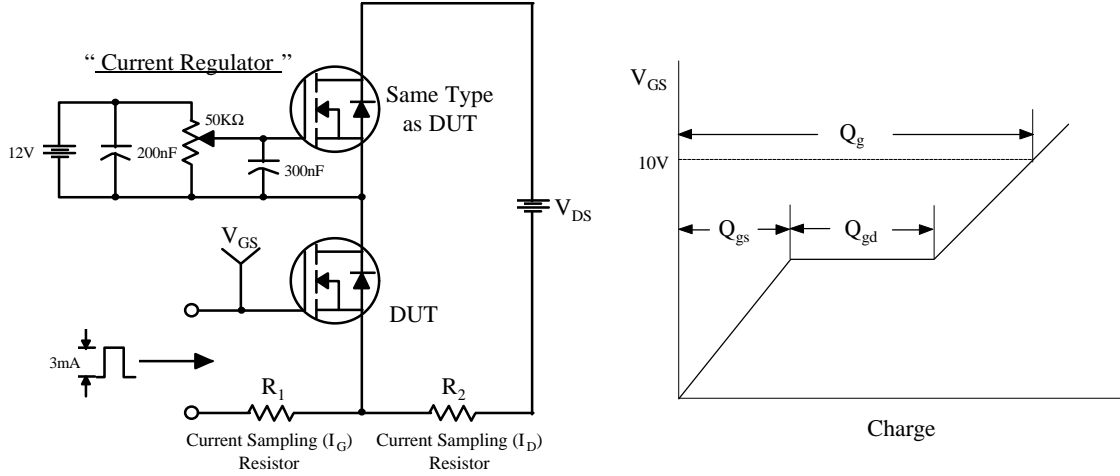 “ Current Regulator ”
50KΩ
12V
200nF
300nF
Same Type
as DUT
V_DS
V_GS
DUT
3mA
R_1
R_2
Current Sampling (I_G)
Resistor
Current Sampling (I_D)
Resistor
V_GS
Q_g
10V
Q_gs
Q_gd
Charge